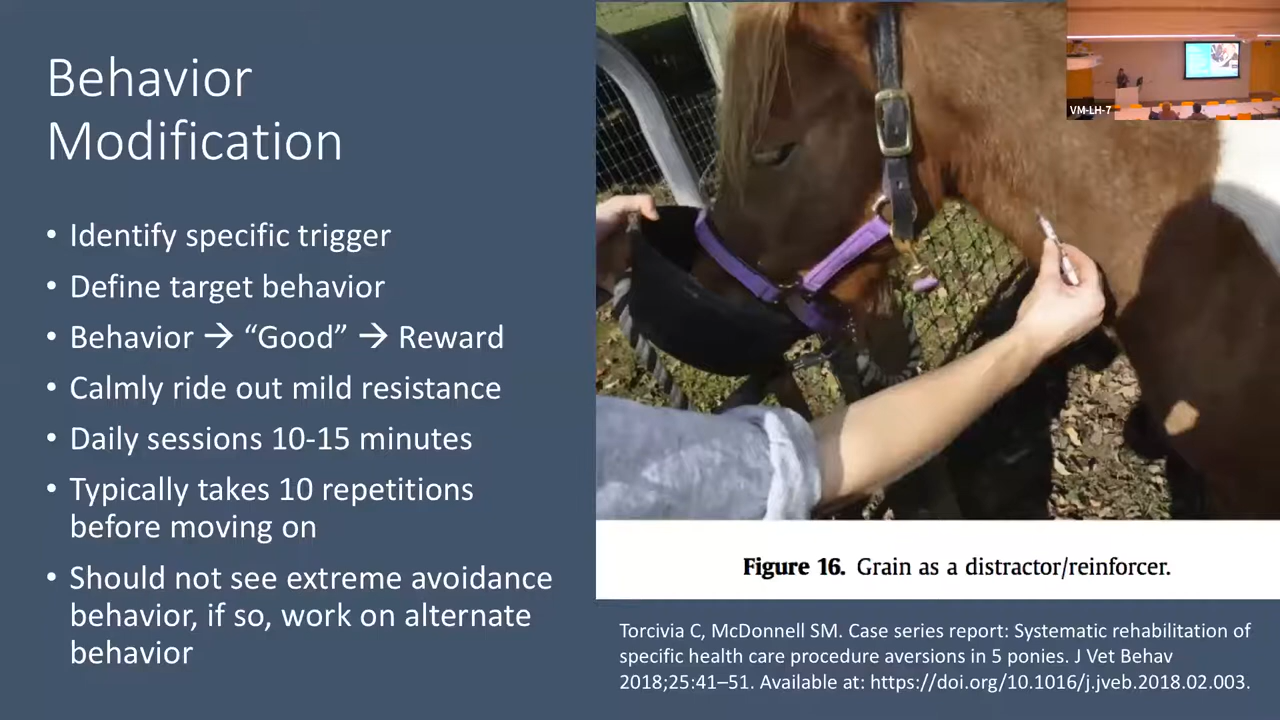 Behavior
Modification
• Identify specific trigger
• Define target behavior
• Behavior → “Good” → Reward
• Calmly ride out mild resistance
• Daily sessions 10-15 minutes
• Typically takes 10 repetitions
before moving on
• Should not see extreme avoidance
behavior, if so, work on alternate
behavior
VM-LH-7
Figure 16. Grain as a distractor/reinforcer.
Torcivia C, McDonnell SM. Case series report: Systematic rehabilitation of
specific health care procedure aversions in 5 ponies. J Vet Behav
2018;25:41–51. Available at: https://doi.org/10.1016/j.jveb.2018.02.003.